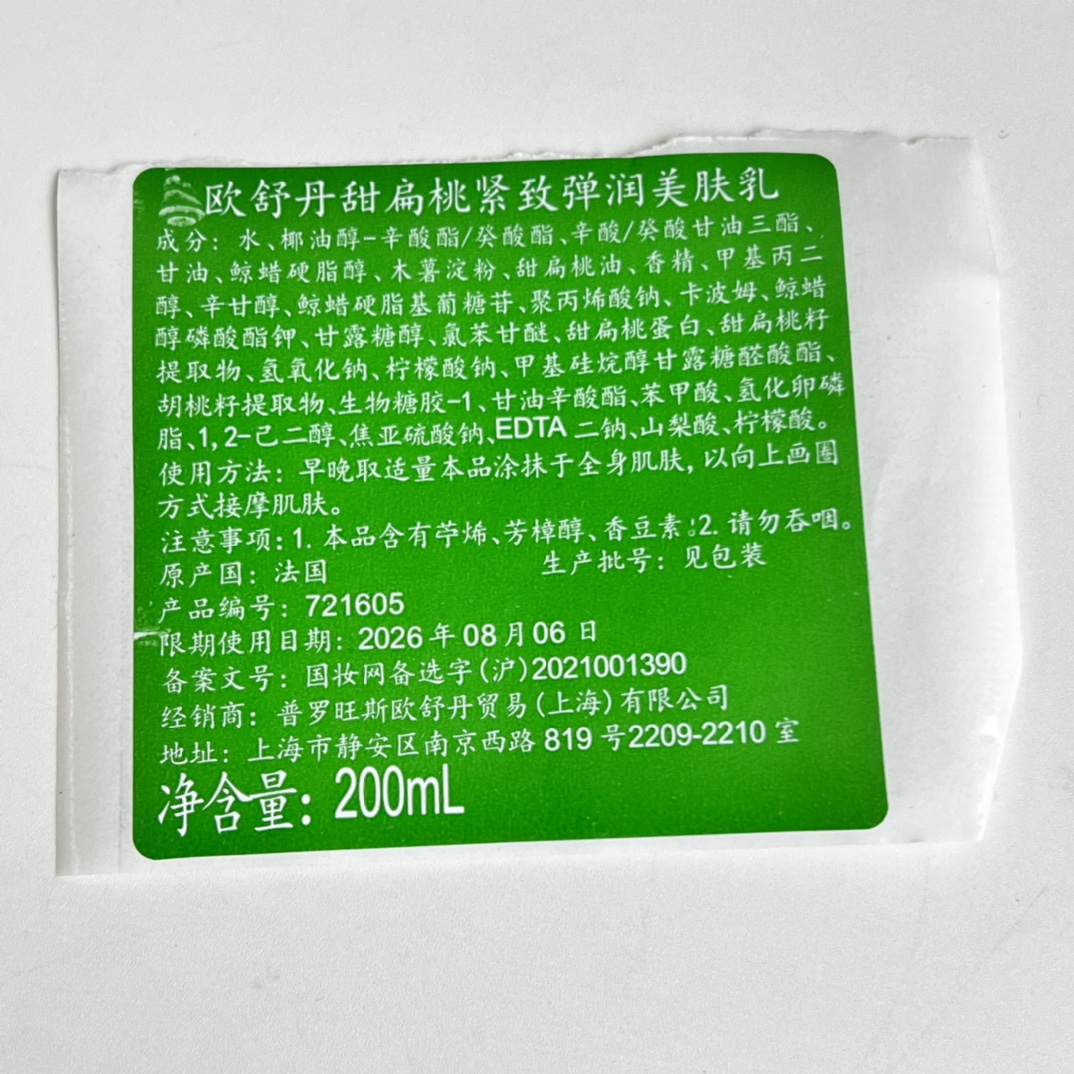 欧舒丹甜扁桃紧致弹润美肤乳
成分：水、椰油醇-辛酸酯/癸酸酯、辛酸/癸酸甘油三酯、
甘油、鲸蜡硬脂醇、木薯淀粉、甜扁桃油、香精、甲基丙二
醇、辛甘醇、鲸蜡硬脂基葡糖苷、聚丙烯酸钠、卡波姆、鲸蜡
醇磷酸酯钾、甘露糖醇、氯苯甘醚、甜扁桃蛋白、甜扁桃籽
提取物、氢氧化钠、柠檬酸钠、甲基硅烷醇甘露糖醛酸酯、
胡桃籽提取物、生物糖胶-1、甘油辛酸酯、苯甲酸、氢化卵磷
脂、1,2-己二醇、焦亚硫酸钠、EDTA 二钠、山梨酸、柠檬酸。
使用方法：早晚取适量本品涂抹于全身肌肤，以向上画圈
方式按摩肌肤。
注意事项：1. 本品含有苧烯、芳樟醇、香豆素；2. 请勿吞咽。
原产国：法国 生产批号：见包装
产品编号：721605
限期使用日期：2026 年 08 月 06 日
备案文号：国妆网备进字(沪)2021001390
经销商：普罗旺斯欧舒丹贸易(上海)有限公司
地址：上海市静安区南京西路 819 号2209-2210 室
净含量：200mL